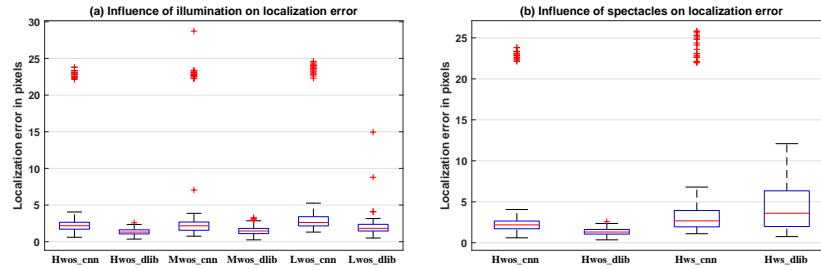 (a) Influence of illumination on localization error
Localization error in pixels
30
25
20
15
10
5
0
Hwos_cnn Hwos_dlib Mwos_cnn Mwos_dlib Lwos_cnn Lwos_dlib
(b) Influence of spectacles on localization error
Localization error in pixels
25
20
15
10
5
0
Hwos_cnn Hwos_dlib Hws_cnn Hws_dlib